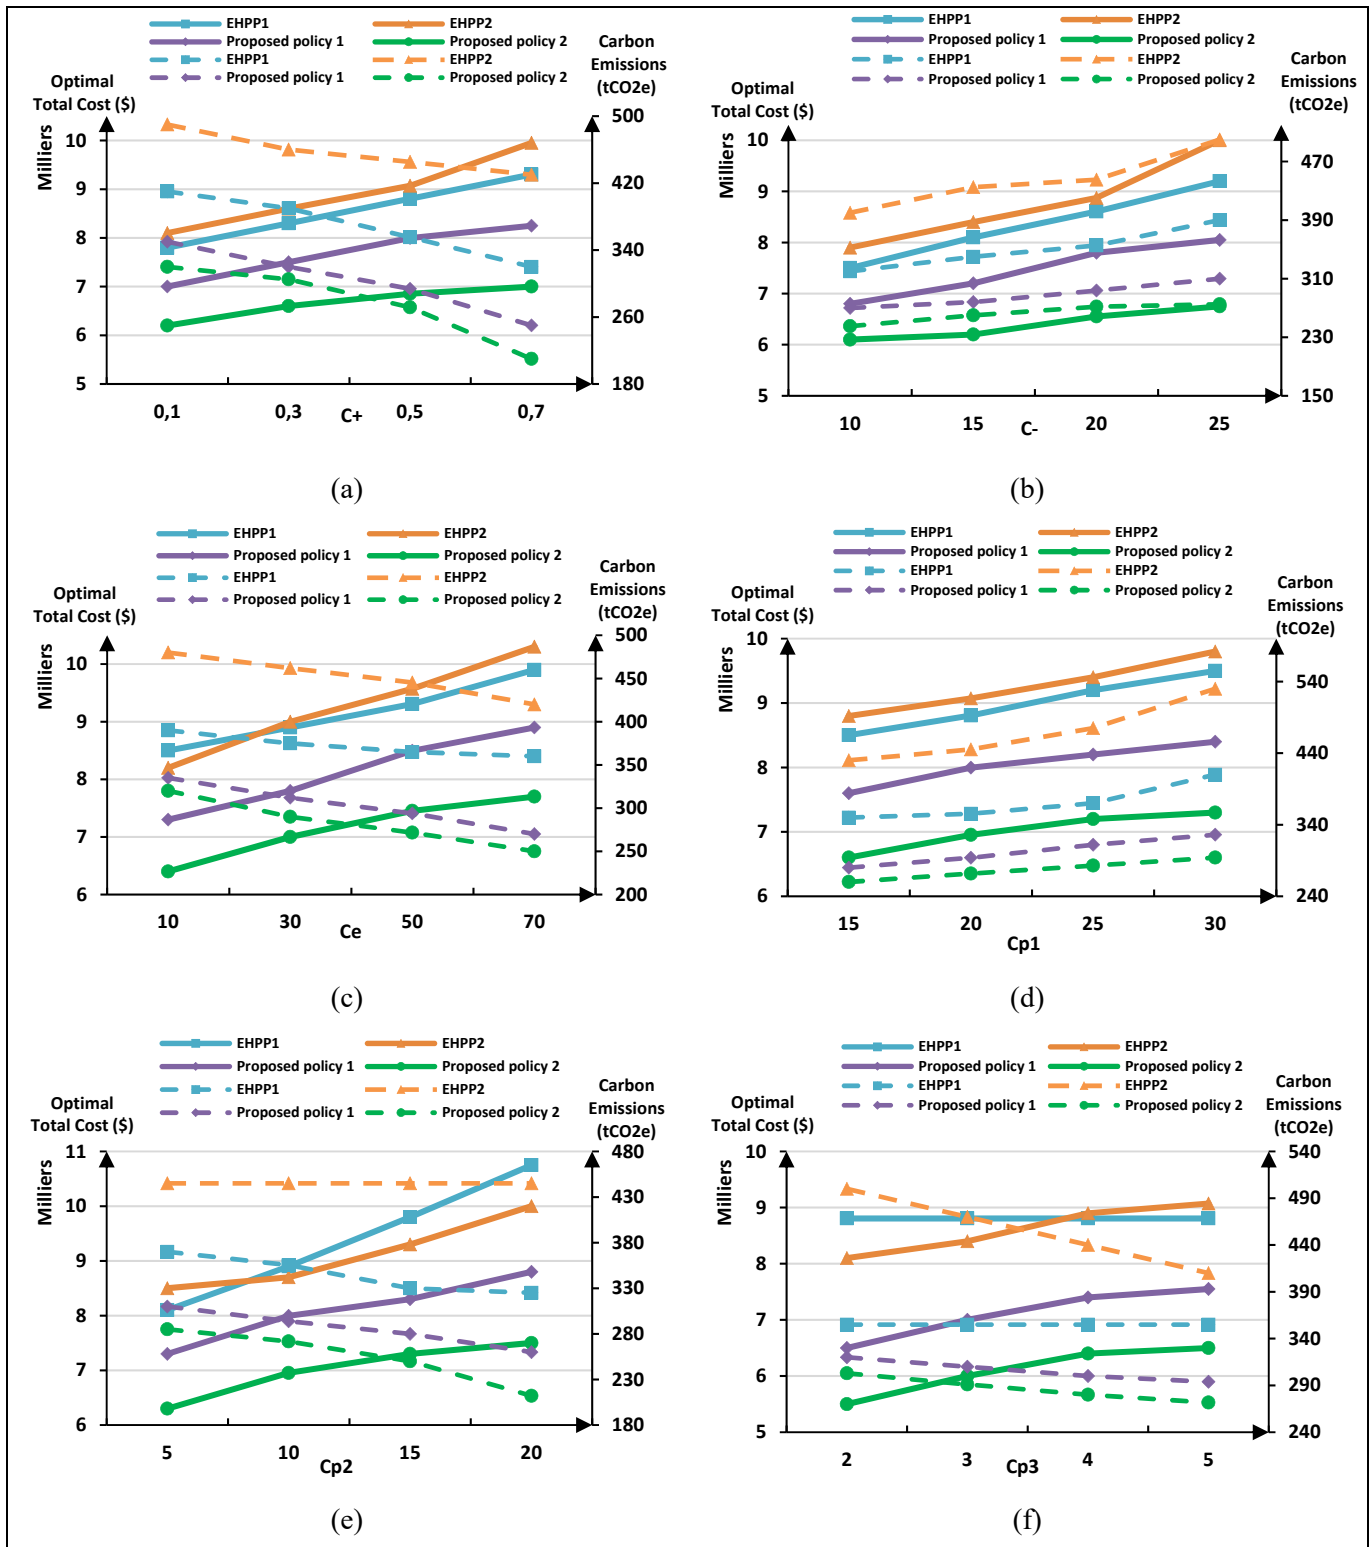 EHPP1 EHPP2
Proposed policy 1 Proposed policy 2
EHPP1 EHPP2
Proposed policy 1 Proposed policy 2
Optimal
Total Cost ($)
Carbon
Emissions
(tCO2e)
Milliers
10
9
8
7
6
5
500
420
340
260
180
0,1 0,3 0,5 0,7
C+
(a)
EHPP1 EHPP2
Proposed policy 1 Proposed policy 2
EHPP1 EHPP2
Proposed policy 1 Proposed policy 2
Optimal
Total Cost ($)
Carbon
Emissions
(tCO2e)
Milliers
10
9
8
7
6
5
470
390
310
230
150
10 15 20 25
C-
(b)
EHPP1 EHPP2
Proposed policy 1 Proposed policy 2
EHPP1 EHPP2
Proposed policy 1 Proposed policy 2
Optimal
Total Cost ($)
Carbon
Emissions
(tCO2e)
Milliers
10
9
8
7
6
500
450
400
350
300
250
200
10 30 50 70
Ce
(c)
EHPP1 EHPP2
Proposed policy 1 Proposed policy 2
EHPP1 EHPP2
Proposed policy 1 Proposed policy 2
Optimal
Total Cost ($)
Carbon
Emissions
(tCO2e)
Milliers
10
9
8
7
6
540
440
340
240
15 20 25 30
Cp1
(d)
EHPP1 EHPP2
Proposed policy 1 Proposed policy 2
EHPP1 EHPP2
Proposed policy 1 Proposed policy 2
Optimal
Total Cost ($)
Carbon
Emissions
(tCO2e)
Milliers
11
10
9
8
7
6
480
430
380
330
280
230
180
5 10 15 20
Cp2
(e)
EHPP1 EHPP2
Proposed policy 1 Proposed policy 2
EHPP1 EHPP2
Proposed policy 1 Proposed policy 2
Optimal
Total Cost ($)
Carbon
Emissions
(tCO2e)
Milliers
10
9
8
7
6
5
540
490
440
390
340
290
240
2 3 4 5
Cp3
(f)